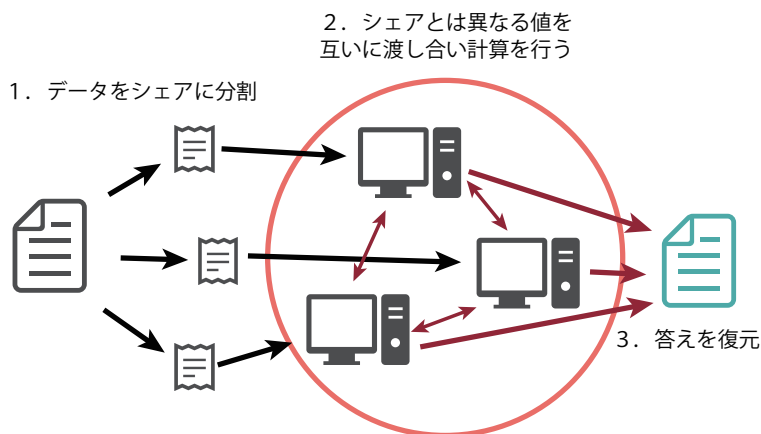 2．シェアとは異なる値を
互いに渡し合い計算を行う
1．データをシェアに分割
3．答えを復元